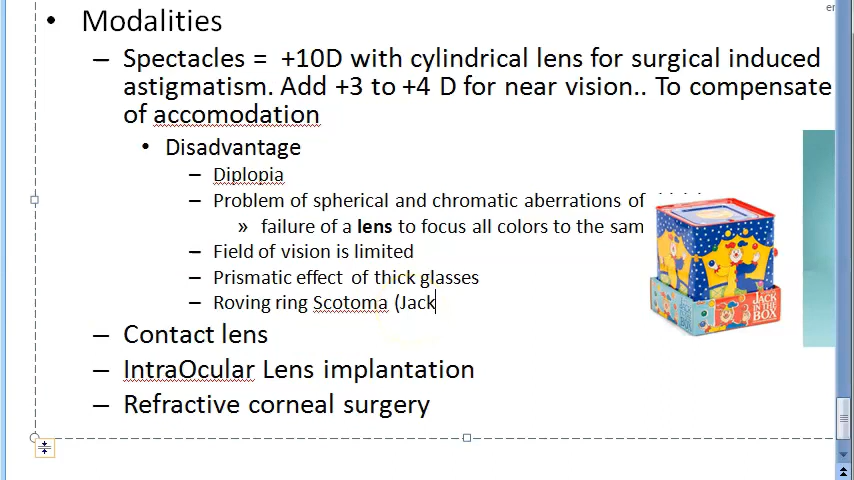 er
Modalities
– Spectacles = +10D with cylindrical lens for surgical induced
astigmatism. Add +3 to +4 D for near vision.. To compensate
of accomodation
Disadvantage
– Diplopia
– Problem of spherical and chromatic aberrations of
» failure of a lens to focus all colors to the sam
– Field of vision is limited
– Prismatic effect of thick glasses
– Roving ring Scotoma (Jack
JACK
IN THE
BOX
– Contact lens
– IntraOcular Lens implantation
– Refractive corneal surgery